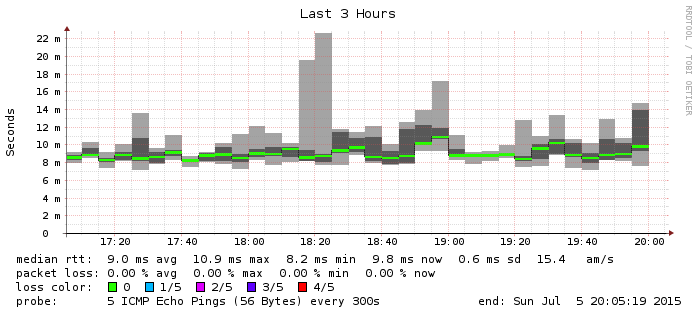 Last 3 Hours
RRDTOOL / TOBI OETIKER
Seconds
22 m
20 m
18 m
16 m
14 m
12 m
10 m
8 m
6 m
4 m
2 m
0
17:20 17:40 18:00 18:20 18:40 19:00 19:20 19:40 20:00
median rtt: 9.0 ms avg 10.9 ms max 8.2 ms min 9.8 ms now 0.6 ms sd 15.4 am/s
packet loss: 0.00 % avg 0.00 % max 0.00 % min 0.00 % now
loss color: 0 1/5 2/5 3/5 4/5
probe: 5 ICMP Echo Pings (56 Bytes) every 300s end: Sun Jul 5 20:05:19 2015